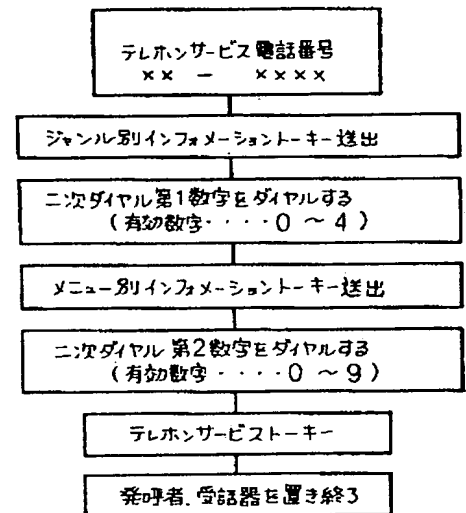 テレホンサービス電話番号
×× ー ××××
ジャンル別インフォメーショントーキー送出
二次ダイヤル第1数字をダイヤルする
(有効数字・・・・0 〜 4)
メニュー別インフォメーショントーキー送出
二次ダイヤル 第2数字をダイヤルする
(有効数字・・・・0 〜 9)
テレホンサービストーキー
発呼者、受話器を置き終る